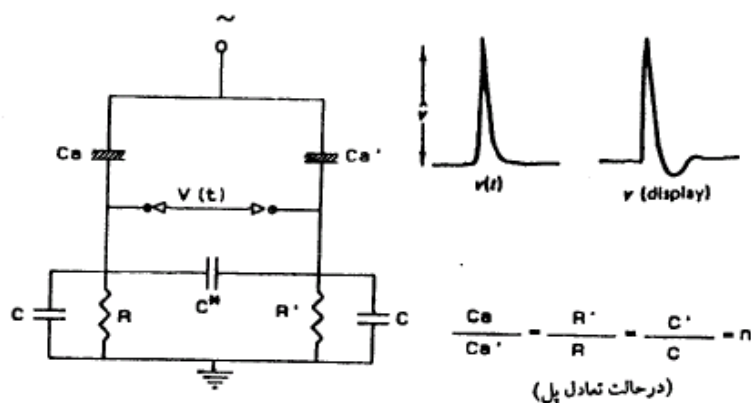 ~
Ca
Ca'
V (t)
C
R
C*
R'
C
v̂
v(t)
v (display)
Ca / Ca' = R' / R = C' / C = n
(درحالت تعادل پل)